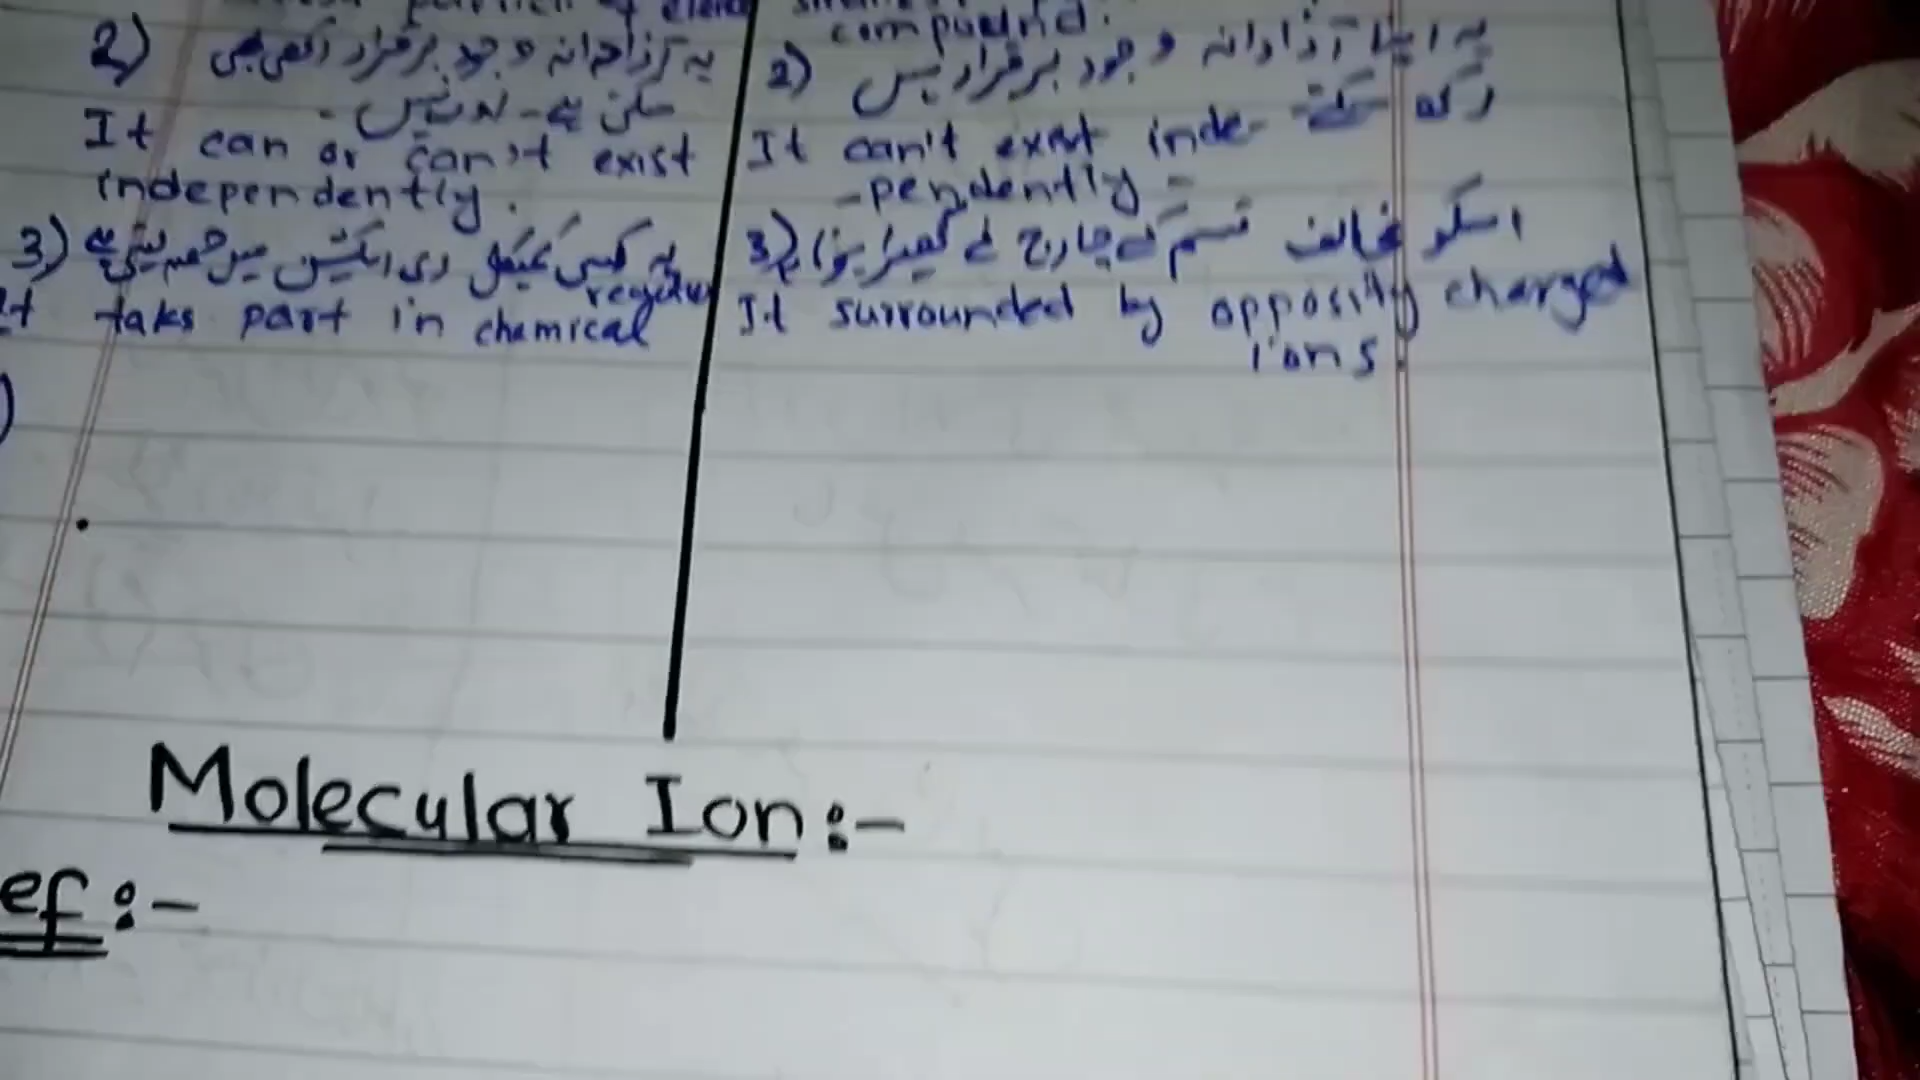 compound.
2) یہ آزادانہ وجود برقرار رکھ بھی
سکتی ہے۔ نہیں۔
It can or can't exist
independently.
3) یہ کسی کیمیکل ری ایکشن میں حصہ لیتی ہے
It taks part in chemical
2) یہ اپنا آزادانہ وجود برقرار نہیں
رکھ سکتے
It can't exist inde-
-pendently -
3) اسکو مخالف قسم کے چارج نے گھیرا ہوتا ہے
It surrounded by opposity charged
ions.
Molecular Ion:-
ef:-